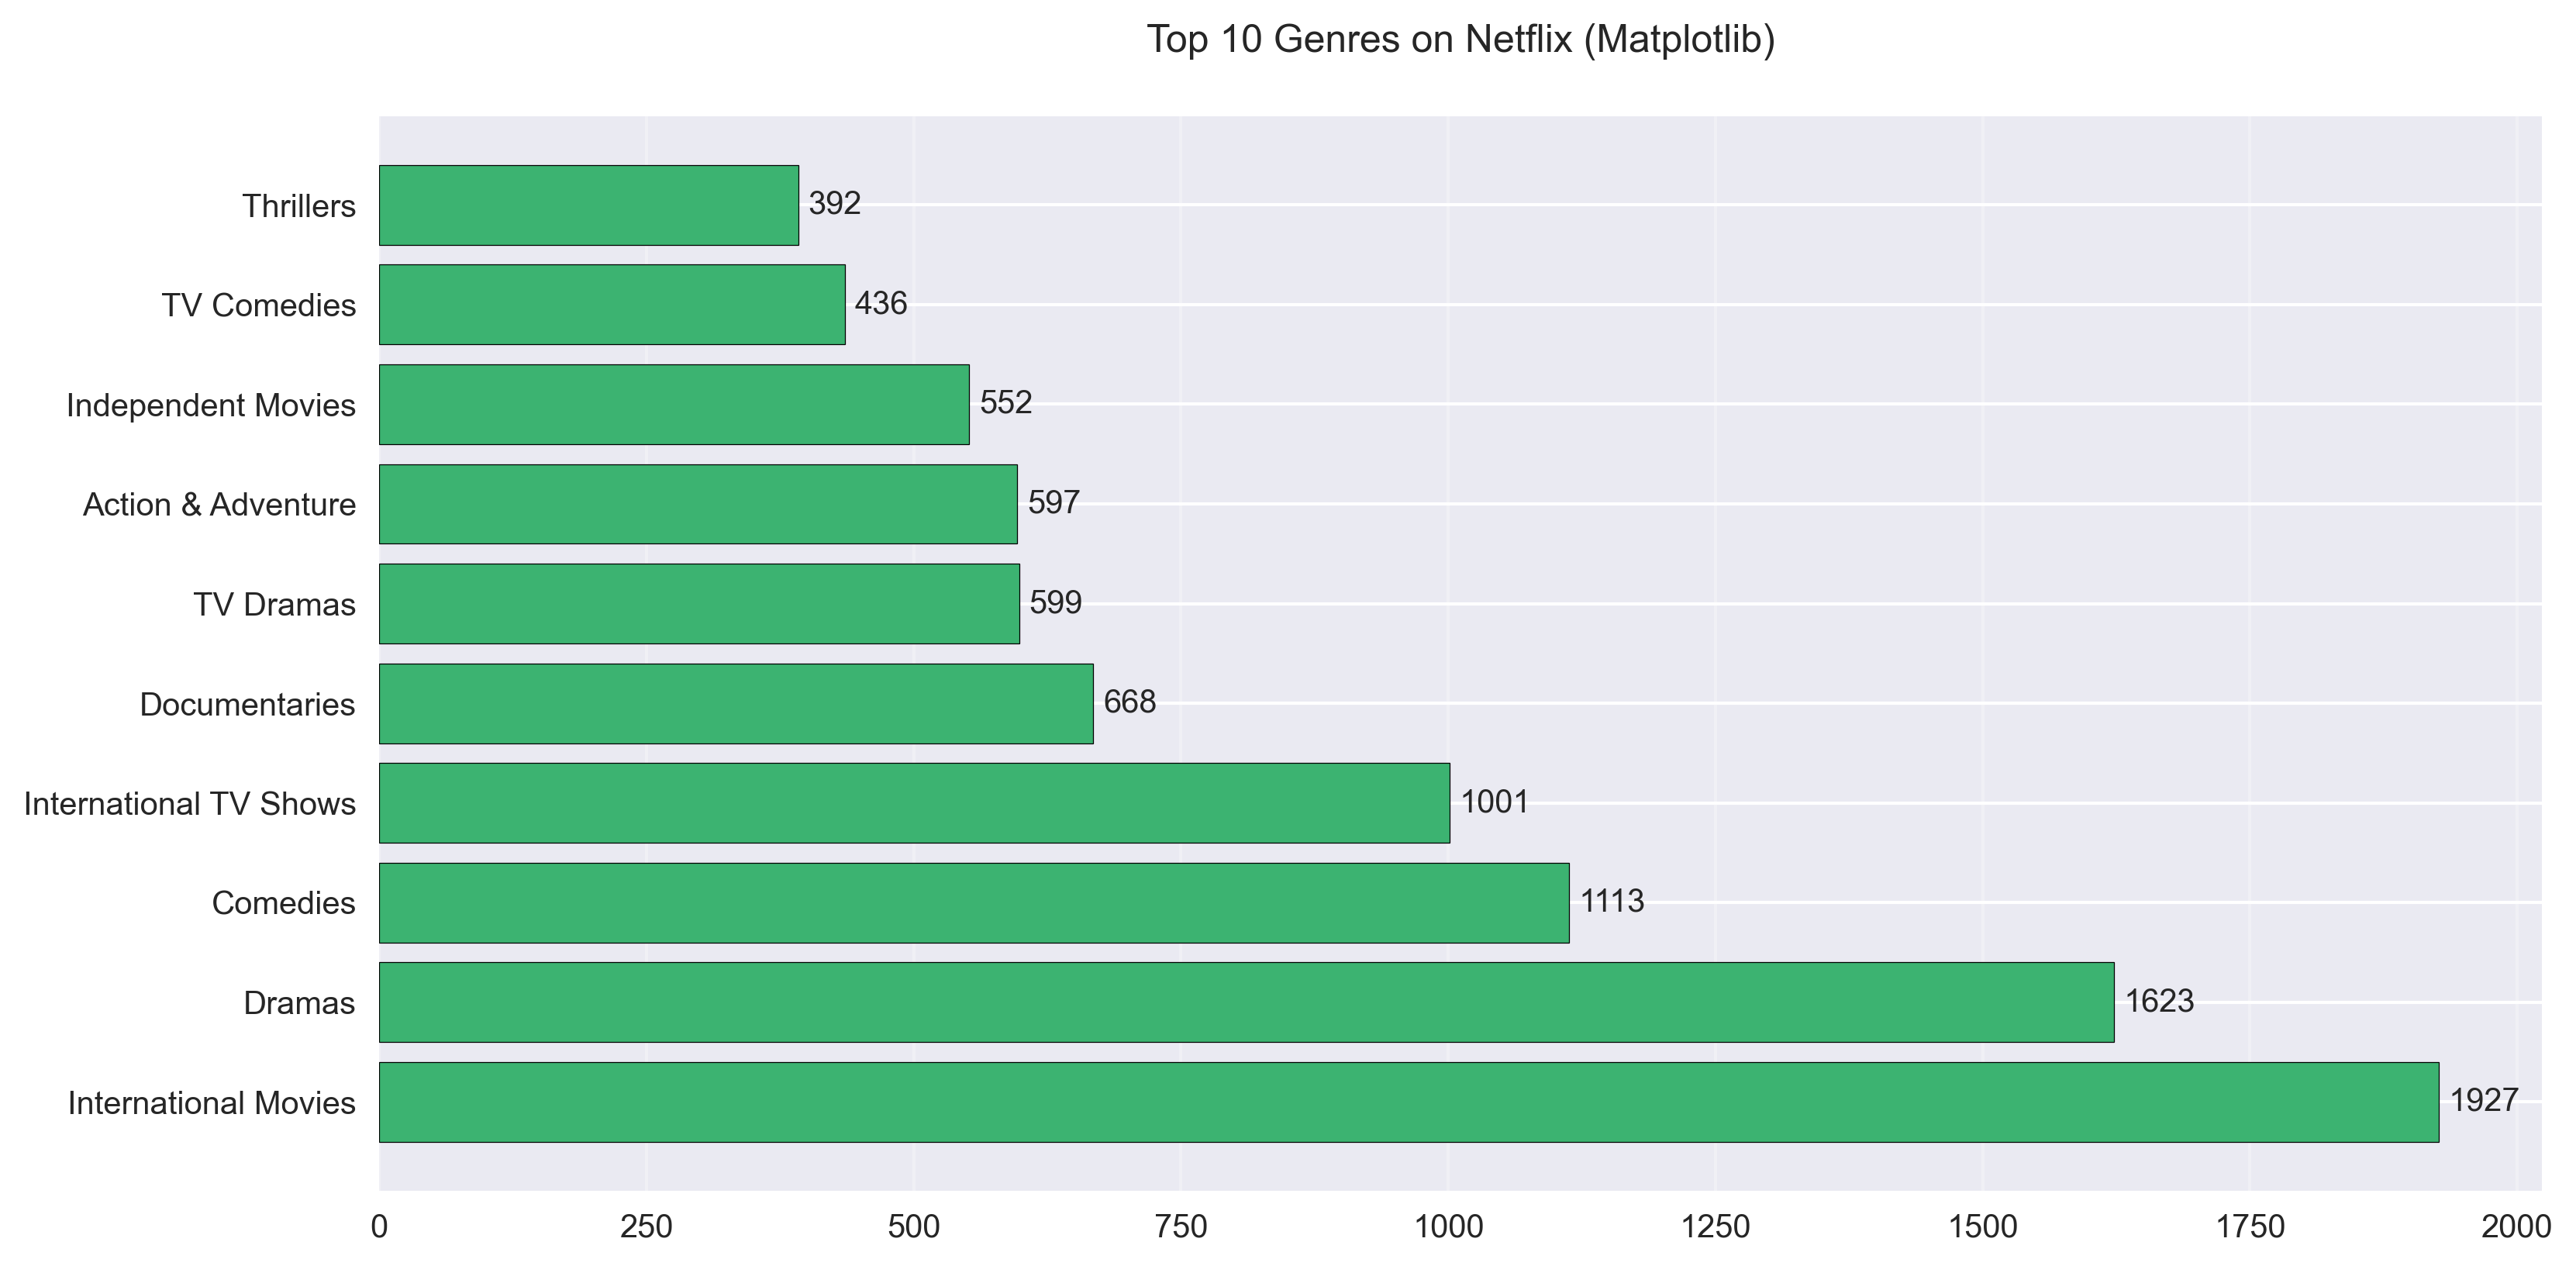 Top 10 Genres on Netflix (Matplotlib)
Thrillers 392
TV Comedies 436
Independent Movies 552
Action & Adventure 597
TV Dramas 599
Documentaries 668
International TV Shows 1001
Comedies 1113
Dramas 1623
International Movies 1927
0 250 500 750 1000 1250 1500 1750 2000